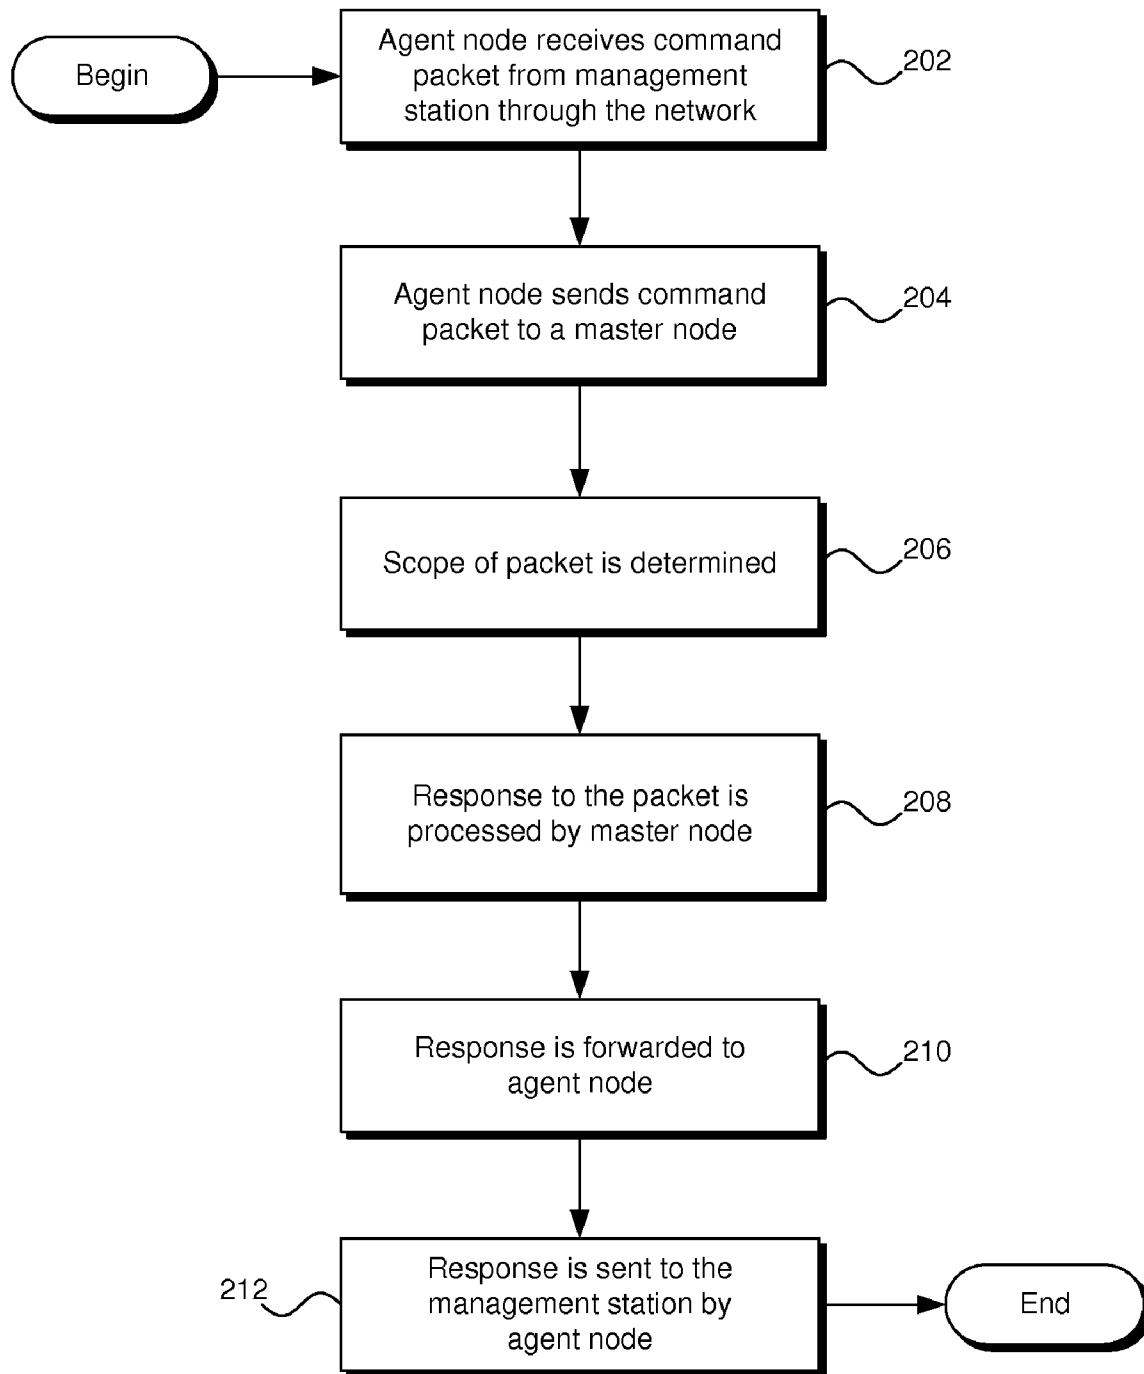 Begin
Agent node receives command
packet from management
station through the network
202
Agent node sends command
packet to a master node
204
Scope of packet is determined
206
Response to the packet is
processed by master node
208
Response is forwarded to
agent node
210
212
Response is sent to the
management station by
agent node
End